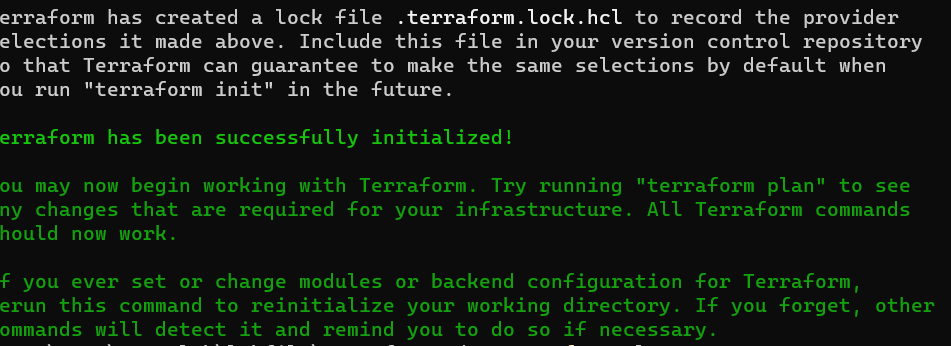 erraform has created a lock file .terraform.lock.hcl to record the provider
elections it made above. Include this file in your version control repository
o that Terraform can guarantee to make the same selections by default when
ou run "terraform init" in the future.
erraform has been successfully initialized!
ou may now begin working with Terraform. Try running "terraform plan" to see
ny changes that are required for your infrastructure. All Terraform commands
hould now work.
f you ever set or change modules or backend configuration for Terraform,
erun this command to reinitialize your working directory. If you forget, other
ommands will detect it and remind you to do so if necessary.